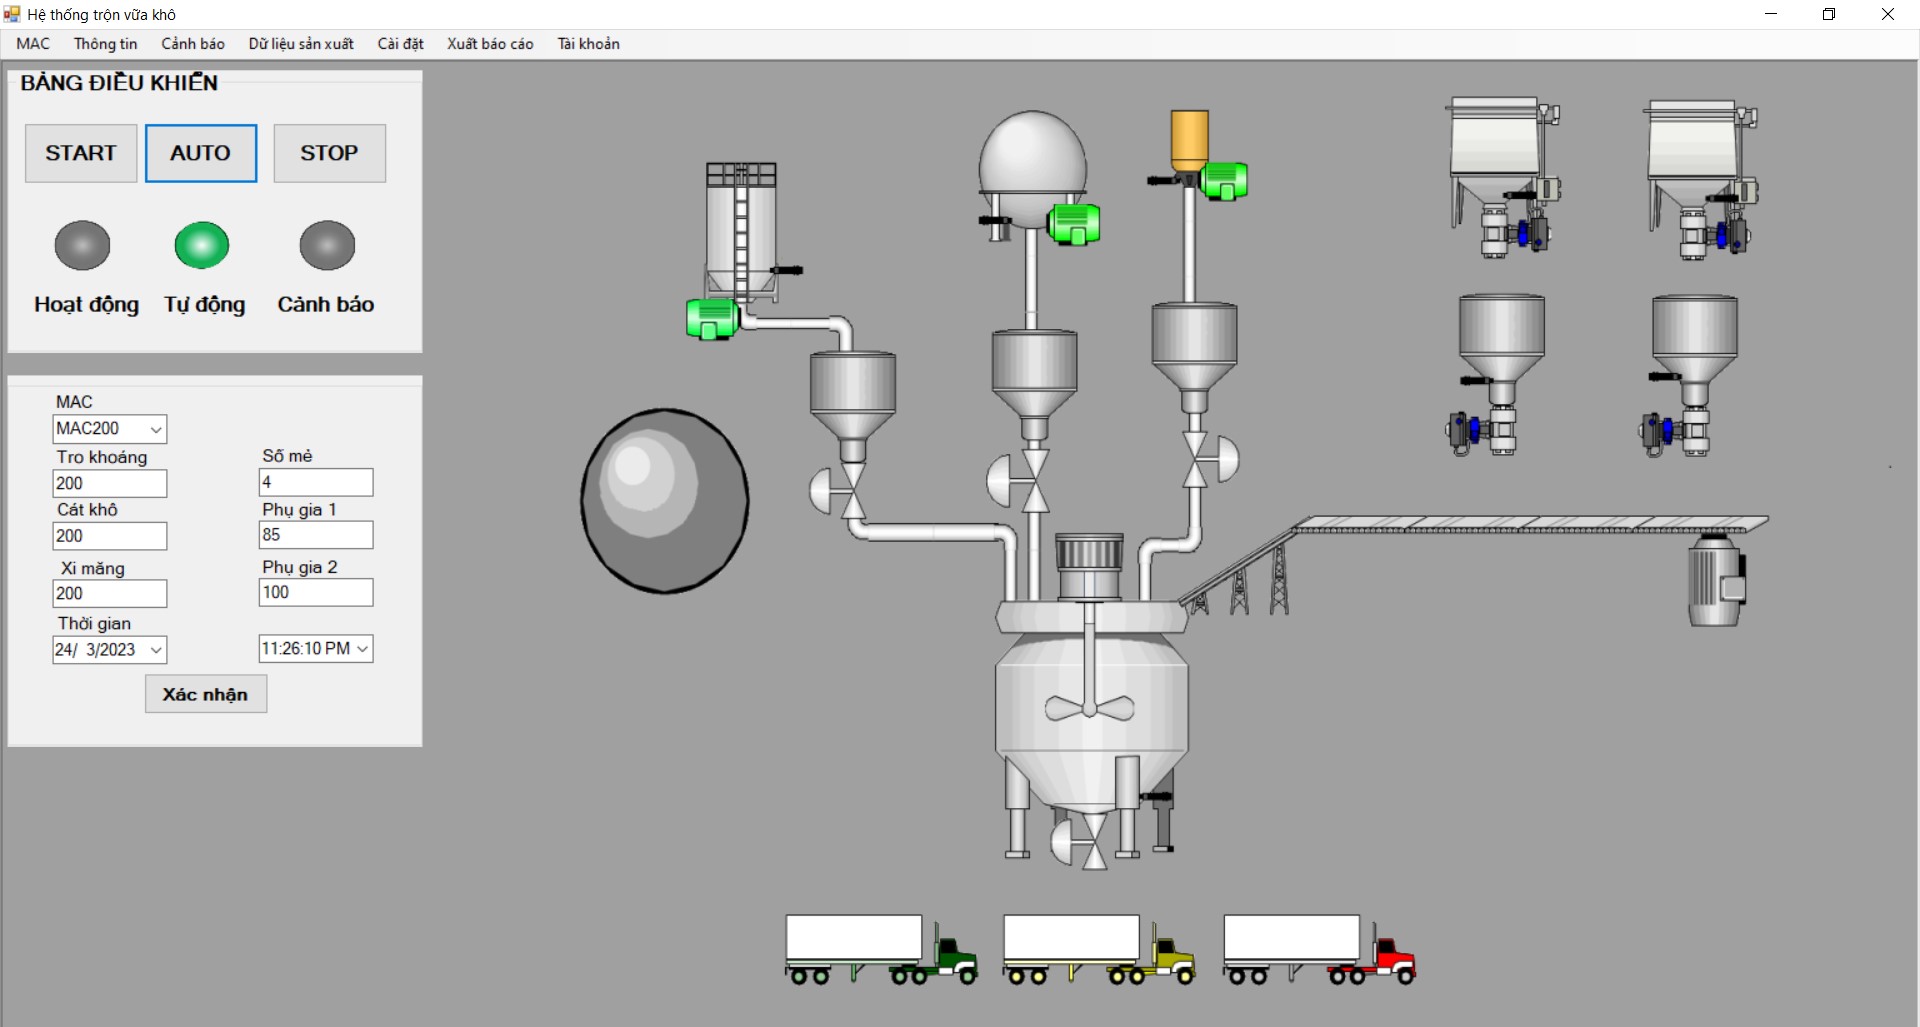 Hệ thống trộn vữa khô
MAC Thông tin Cảnh báo Dữ liệu sản xuất Cài đặt Xuất báo cáo Tài khoản
BẢNG ĐIỀU KHIỂN
START AUTO STOP
Hoạt động Tự động Cảnh báo
MAC
MAC200
Tro khoáng Số mẻ
200 4
Cát khô Phụ gia 1
200 85
Xi măng Phụ gia 2
200 100
Thời gian
24/ 3/2023 11:26:10 PM
Xác nhận